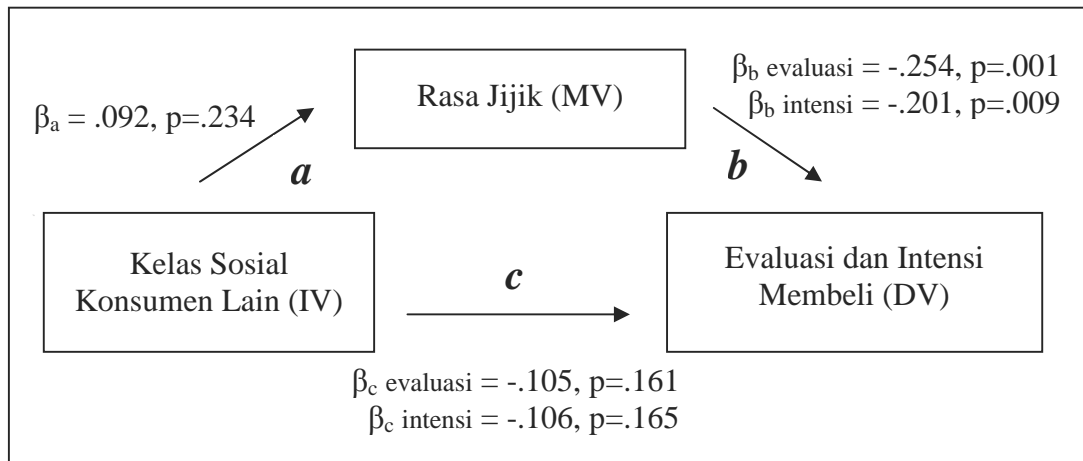 Rasa Jijik (MV)
βb evaluasi = -.254, p=.001
βb intensi = -.201, p=.009
βa = .092, p=.234
a
b
Kelas Sosial
Konsumen Lain (IV)
c
Evaluasi dan Intensi
Membeli (DV)
βc evaluasi = -.105, p=.161
βc intensi = -.106, p=.165